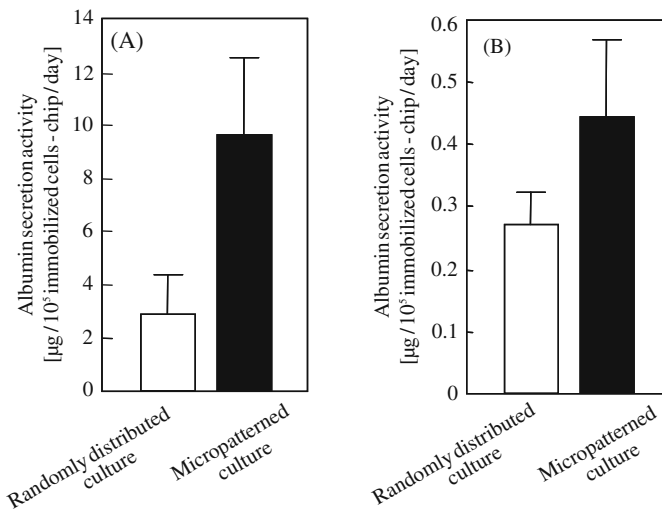 (A)
Albumin secretion activity
[μg / 10⁵ immobilized cells - chip / day]
14
12
10
8
6
4
2
0
Randomly distributed
culture
Micropatterned
culture
(B)
Albumin secretion activity
[μg / 10⁵ immobilized cells - chip / day]
0.6
0.5
0.4
0.3
0.2
0.1
0
Randomly distributed
culture
Micropatterned
culture